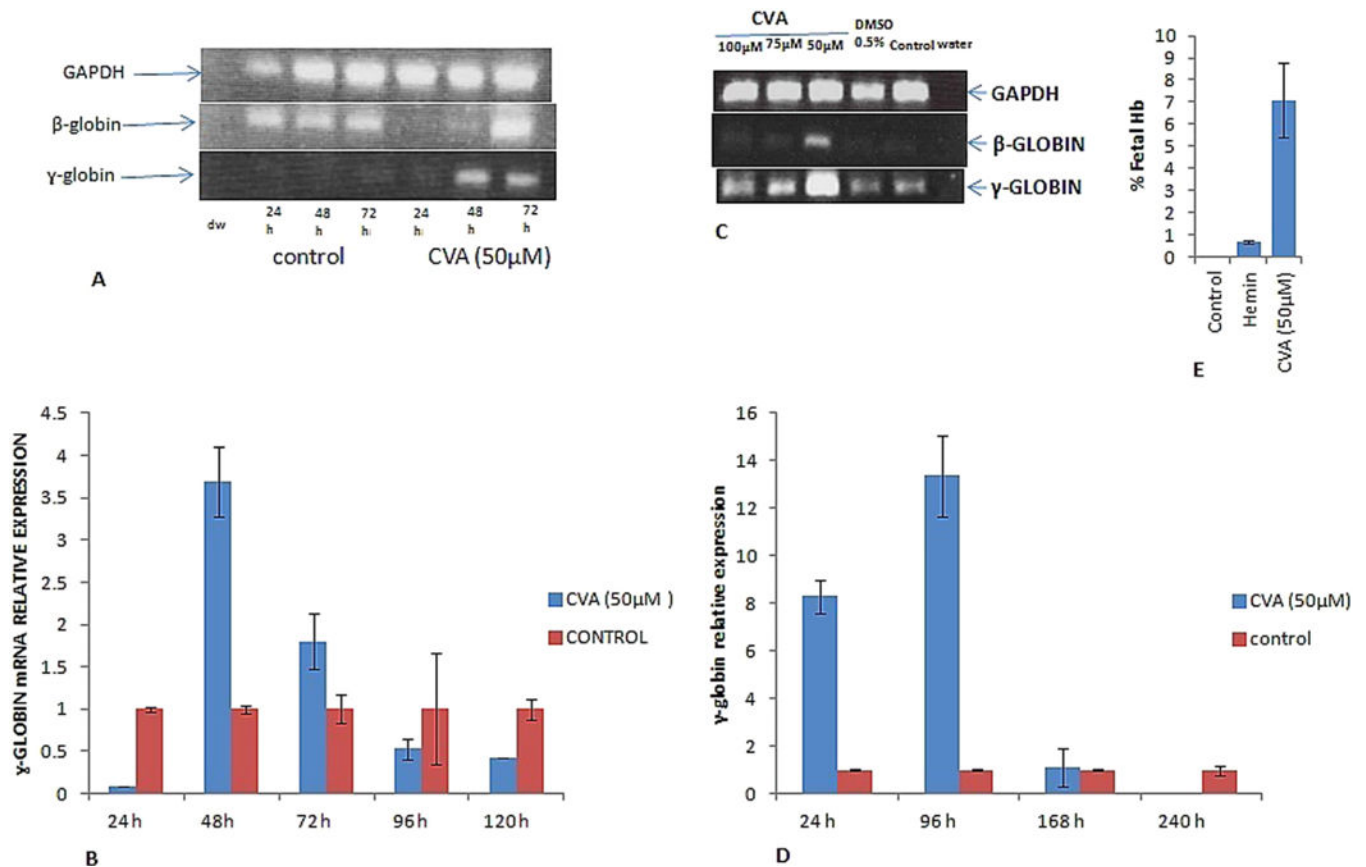 GAPDH
β-globin
γ-globin
dw
24 h
48 h
72 h
24 h
48 h
72 h
control
CVA (50µM)
A
CVA
100µM 75µM 50µM
DMSO
0.5%
Control water
GAPDH
β-GLOBIN
γ-GLOBIN
C
% Fetal Hb
10
9
8
7
6
5
4
3
2
1
0
Control
Hemin
CVA (50µM)
E
ɣ-GLOBIN mRNA RELATIVE EXPRESSION
4.5
4
3.5
3
2.5
2
1.5
1
0.5
0
24 h 48 h 72 h 96 h 120 h
CVA (50µM )
CONTROL
B
γ-globin relative expression
16
14
12
10
8
6
4
2
0
24 h 96 h 168 h 240 h
CVA (50µM)
control
D